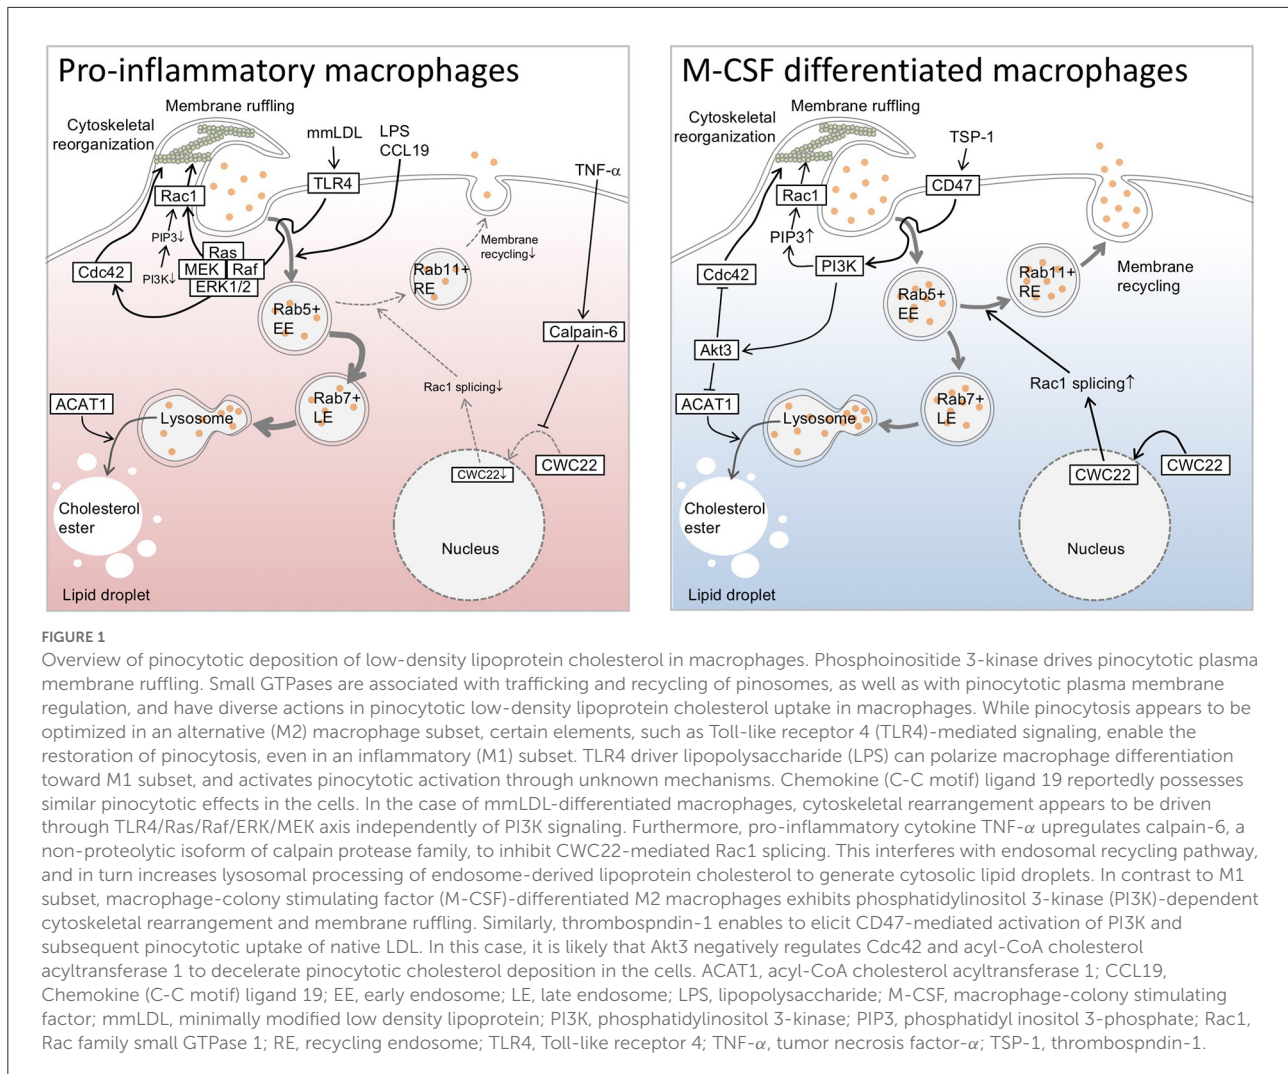 Pro-inflammatory macrophages
Membrane ruffling
Cytoskeletal
reorganization
mmLDL
LPS
CCL19
TNF-α
TLR4
Rac1
PIP3↓
PI3K↓
Ras
MEK
Raf
ERK1/2
Cdc42
Membrane
recycling↓
Rab11+
RE
Rab5+
EE
Calpain-6
Rac1 splicing↓
Rab7+
LE
ACAT1
Lysosome
CWC22↓
CWC22
Cholesterol
ester
Nucleus
Lipid droplet
M-CSF differentiated macrophages
Membrane ruffling
Cytoskeletal
reorganization
TSP-1
CD47
Rac1
PIP3↑
PI3K
Cdc42
Rab11+
RE
Membrane
recycling
Rab5+
EE
Akt3
Rac1 splicing↑
Rab7+
LE
ACAT1
Lysosome
CWC22
CWC22
Cholesterol
ester
Nucleus
Lipid droplet
FIGURE 1
Overview of pinocytotic deposition of low-density lipoprotein cholesterol in macrophages. Phosphoinositide 3-kinase drives pinocytotic plasma
membrane ruffling. Small GTPases are associated with trafficking and recycling of pinosomes, as well as with pinocytotic plasma membrane
regulation, and have diverse actions in pinocytotic low-density lipoprotein cholesterol uptake in macrophages. While pinocytosis appears to be
optimized in an alternative (M2) macrophage subset, certain elements, such as Toll-like receptor 4 (TLR4)-mediated signaling, enable the
restoration of pinocytosis, even in an inflammatory (M1) subset. TLR4 driver lipopolysaccharide (LPS) can polarize macrophage differentiation
toward M1 subset, and activates pinocytotic activation through unknown mechanisms. Chemokine (C-C motif) ligand 19 reportedly possesses
similar pinocytotic effects in the cells. In the case of mmLDL-differentiated macrophages, cytoskeletal rearrangement appears to be driven
through TLR4/Ras/Raf/ERK/MEK axis independently of PI3K signaling. Furthermore, pro-inflammatory cytokine TNF-α upregulates calpain-6, a
non-proteolytic isoform of calpain protease family, to inhibit CWC22-mediated Rac1 splicing. This interferes with endosomal recycling pathway,
and in turn increases lysosomal processing of endosome-derived lipoprotein cholesterol to generate cytosolic lipid droplets. In contrast to M1
subset, macrophage-colony stimulating factor (M-CSF)-differentiated M2 macrophages exhibits phosphatidylinositol 3-kinase (PI3K)-dependent
cytoskeletal rearrangement and membrane ruffling. Similarly, thrombospndin-1 enables to elicit CD47-mediated activation of PI3K and
subsequent pinocytotic uptake of native LDL. In this case, it is likely that Akt3 negatively regulates Cdc42 and acyl-CoA cholesterol
acyltransferase 1 to decelerate pinocytotic cholesterol deposition in the cells. ACAT1, acyl-CoA cholesterol acyltransferase 1; CCL19,
Chemokine (C-C motif) ligand 19; EE, early endosome; LE, late endosome; LPS, lipopolysaccharide; M-CSF, macrophage-colony stimulating
factor; mmLDL, minimally modified low density lipoprotein; PI3K, phosphatidylinositol 3-kinase; PIP3, phosphatidyl inositol 3-phosphate; Rac1,
Rac family small GTPase 1; RE, recycling endosome; TLR4, Toll-like receptor 4; TNF-α, tumor necrosis factor-α; TSP-1, thrombospndin-1.